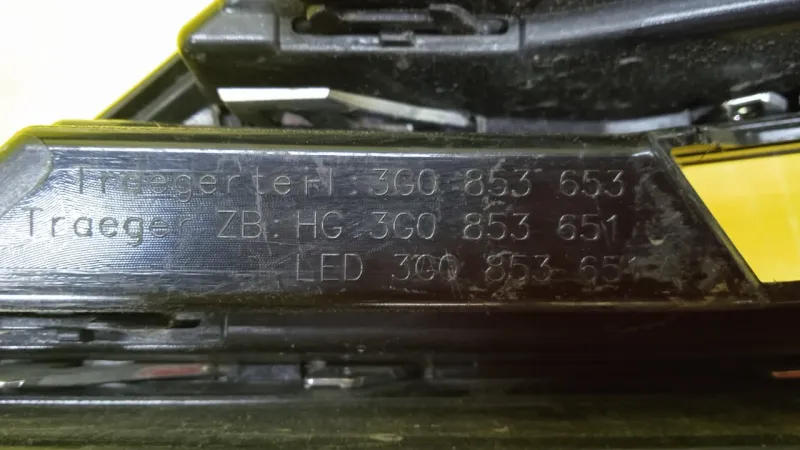 Traegerteil 3G0 853 653
Traeger ZB. HG 3G0 853 651
LED 3G0 853 651